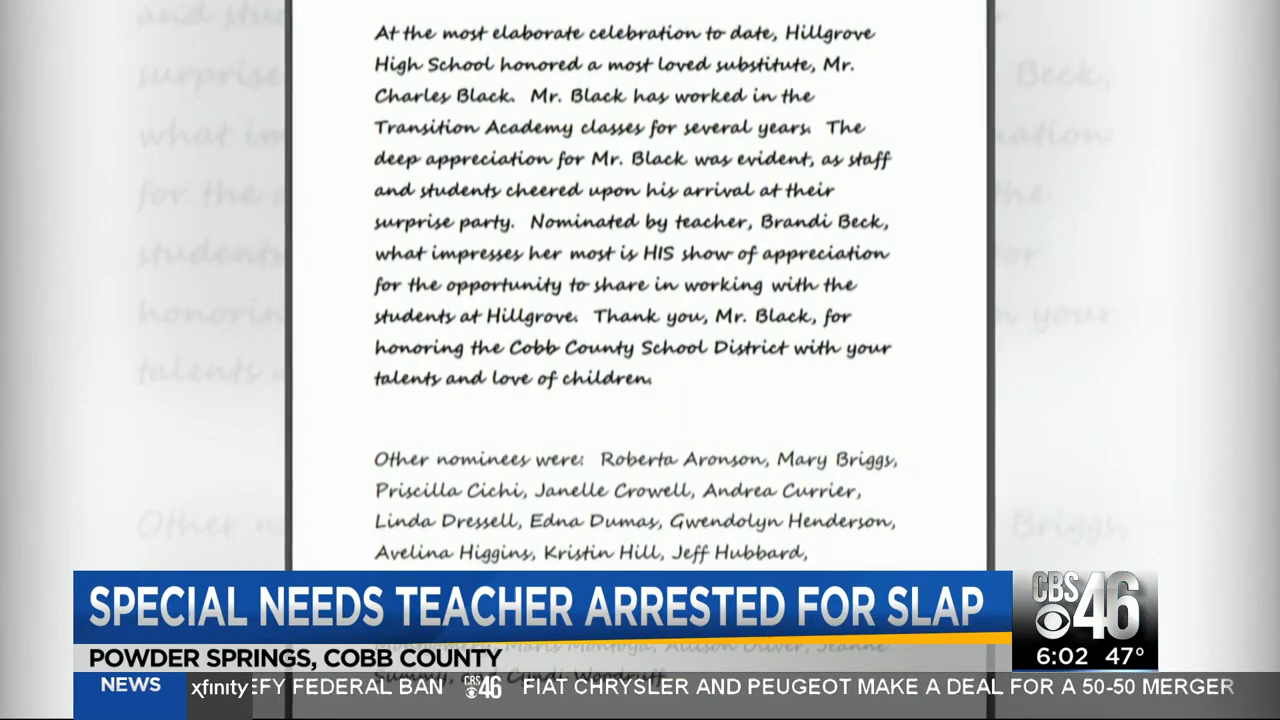 At the most elaborate celebration to date, Hillgrove
High School honored a most loved substitute, Mr.
Charles Black. Mr. Black has worked in the
Transition Academy classes for several years. The
deep appreciation for Mr. Black was evident, as staff
and students cheered upon his arrival at their
surprise party. Nominated by teacher, Brandi Beck,
what impresses her most is HIS show of appreciation
for the opportunity to share in working with the
students at Hillgrove. Thank you, Mr. Black, for
honoring the Cobb County School District with your
talents and love of children.
Other nominees were: Roberta Aronson, Mary Briggs,
Priscilla Cichi, Janelle Crowell, Andrea Currier,
Linda Dressell, Edna Dumas, Gwendolyn Henderson,
Avelina Higgins, Kristin Hill, Jeff Hubbard,
SPECIAL NEEDS TEACHER ARRESTED FOR SLAP
Maris Montoya, Allison Oliver, Jeanne
POWDER SPRINGS, COBB COUNTY
CBS 46
6:02 47°
NEWS xfinity EFY FEDERAL BAN CBS 46 FIAT CHRYSLER AND PEUGEOT MAKE A DEAL FOR A 50-50 MERGER